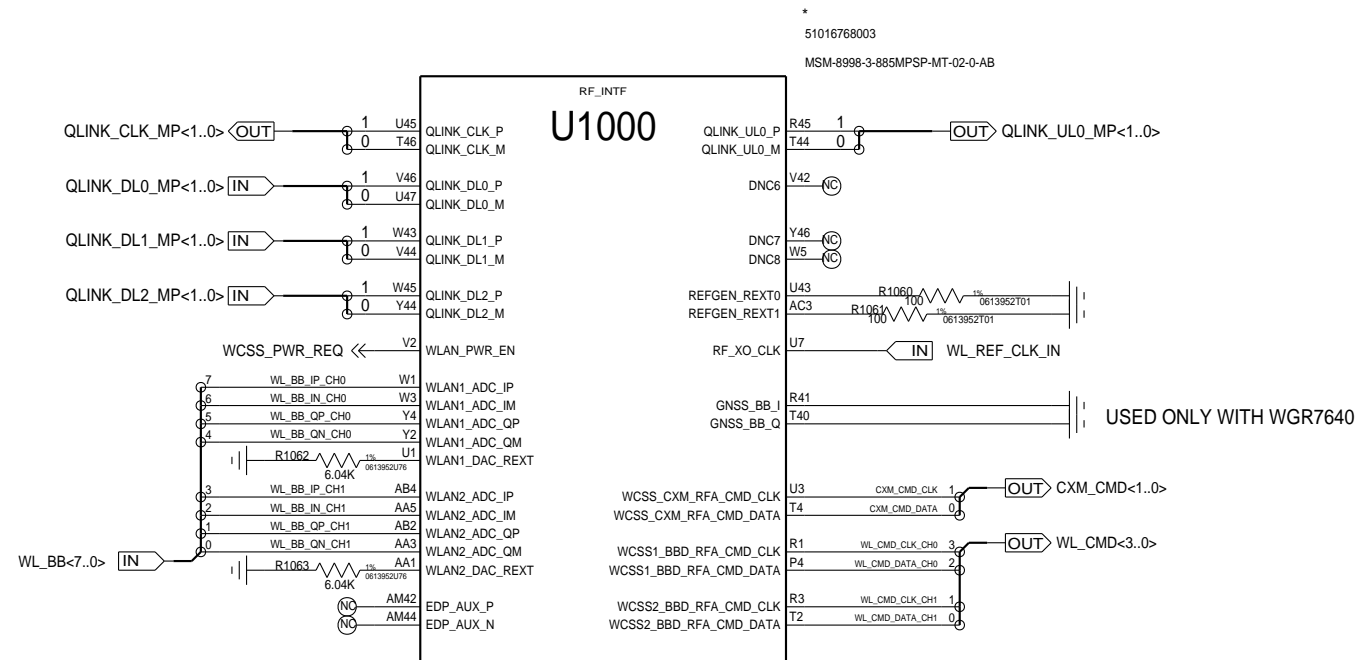 *
51016768003
MSM-8998-3-885MPSP-MT-02-0-AB
RF_INTF
U1000
QLINK_CLK_MP<1..0> OUT 1 U45 QLINK_CLK_P QLINK_UL0_P R45 1 OUT QLINK_UL0_MP<1..0>
0 T46 QLINK_CLK_M QLINK_UL0_M T44 0
QLINK_DL0_MP<1..0> IN 1 V46 QLINK_DL0_P DNC6 V42 NC
0 U47 QLINK_DL0_M
QLINK_DL1_MP<1..0> IN 1 W43 QLINK_DL1_P DNC7 Y46 NC
0 V44 QLINK_DL1_M DNC8 W5 NC
QLINK_DL2_MP<1..0> IN 1 W45 QLINK_DL2_P REFGEN_REXT0 U43 R1060 100 1% 0613952T01
0 Y44 QLINK_DL2_M REFGEN_REXT1 AC3 R1061 100 1% 0613952T01
WCSS_PWR_REQ V2 WLAN_PWR_EN RF_XO_CLK U7 IN WL_REF_CLK_IN
7 WL_BB_IP_CH0 W1 WLAN1_ADC_IP
6 WL_BB_IN_CH0 W3 WLAN1_ADC_IM GNSS_BB_I R41
5 WL_BB_QP_CH0 Y4 WLAN1_ADC_QP GNSS_BB_Q T40 USED ONLY WITH WGR7640
4 WL_BB_QN_CH0 Y2 WLAN1_ADC_QM
R1062 6.04K 1% 0613952U76 U1 WLAN1_DAC_REXT
3 WL_BB_IP_CH1 AB4 WLAN2_ADC_IP WCSS_CXM_RFA_CMD_CLK U3 CXM_CMD_CLK 1 OUT CXM_CMD<1..0>
2 WL_BB_IN_CH1 AA5 WLAN2_ADC_IM WCSS_CXM_RFA_CMD_DATA T4 CXM_CMD_DATA 0
1 WL_BB_QP_CH1 AB2 WLAN2_ADC_QP
WL_BB<7..0> IN 0 WL_BB_QN_CH1 AA3 WLAN2_ADC_QM WCSS1_BBD_RFA_CMD_CLK R1 WL_CMD_CLK_CH0 3 OUT WL_CMD<3..0>
R1063 6.04K 1% 0613952U76 AA1 WLAN2_DAC_REXT WCSS1_BBD_RFA_CMD_DATA P4 WL_CMD_DATA_CH0 2
NC AM42 EDP_AUX_P WCSS2_BBD_RFA_CMD_CLK R3 WL_CMD_CLK_CH1 1
NC AM44 EDP_AUX_N WCSS2_BBD_RFA_CMD_DATA T2 WL_CMD_DATA_CH1 0